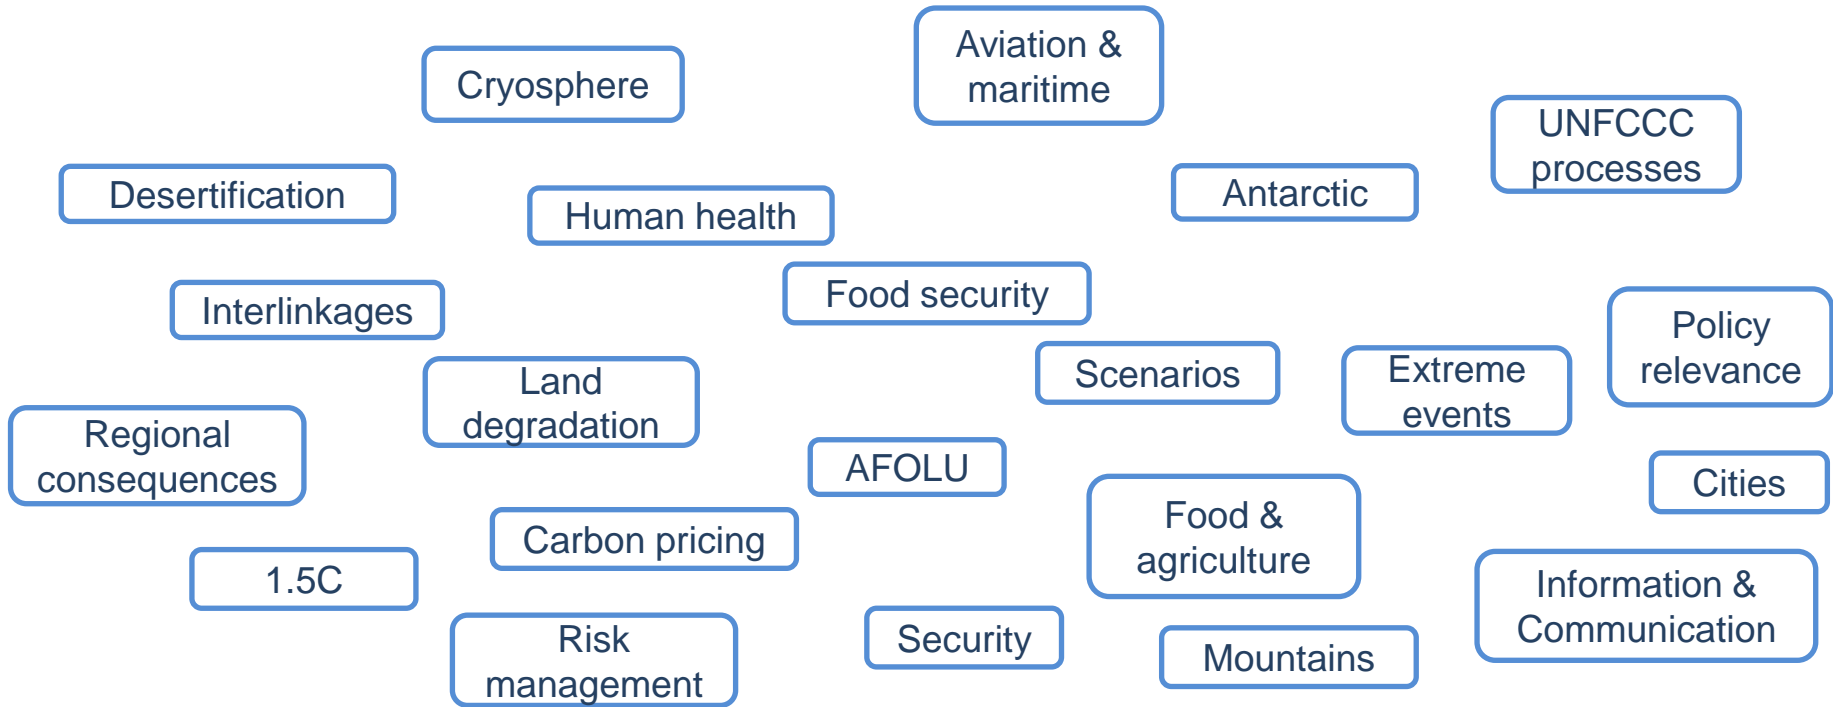 Aviation &
maritime
Cryosphere
UNFCCC
processes
Desertification
Human health
Antarctic
Interlinkages
Food security
Policy
relevance
Land
degradation
Scenarios
Extreme
events
Regional
consequences
AFOLU
Cities
Carbon pricing
Food &
agriculture
1.5C
Information &
Communication
Risk
management
Security
Mountains